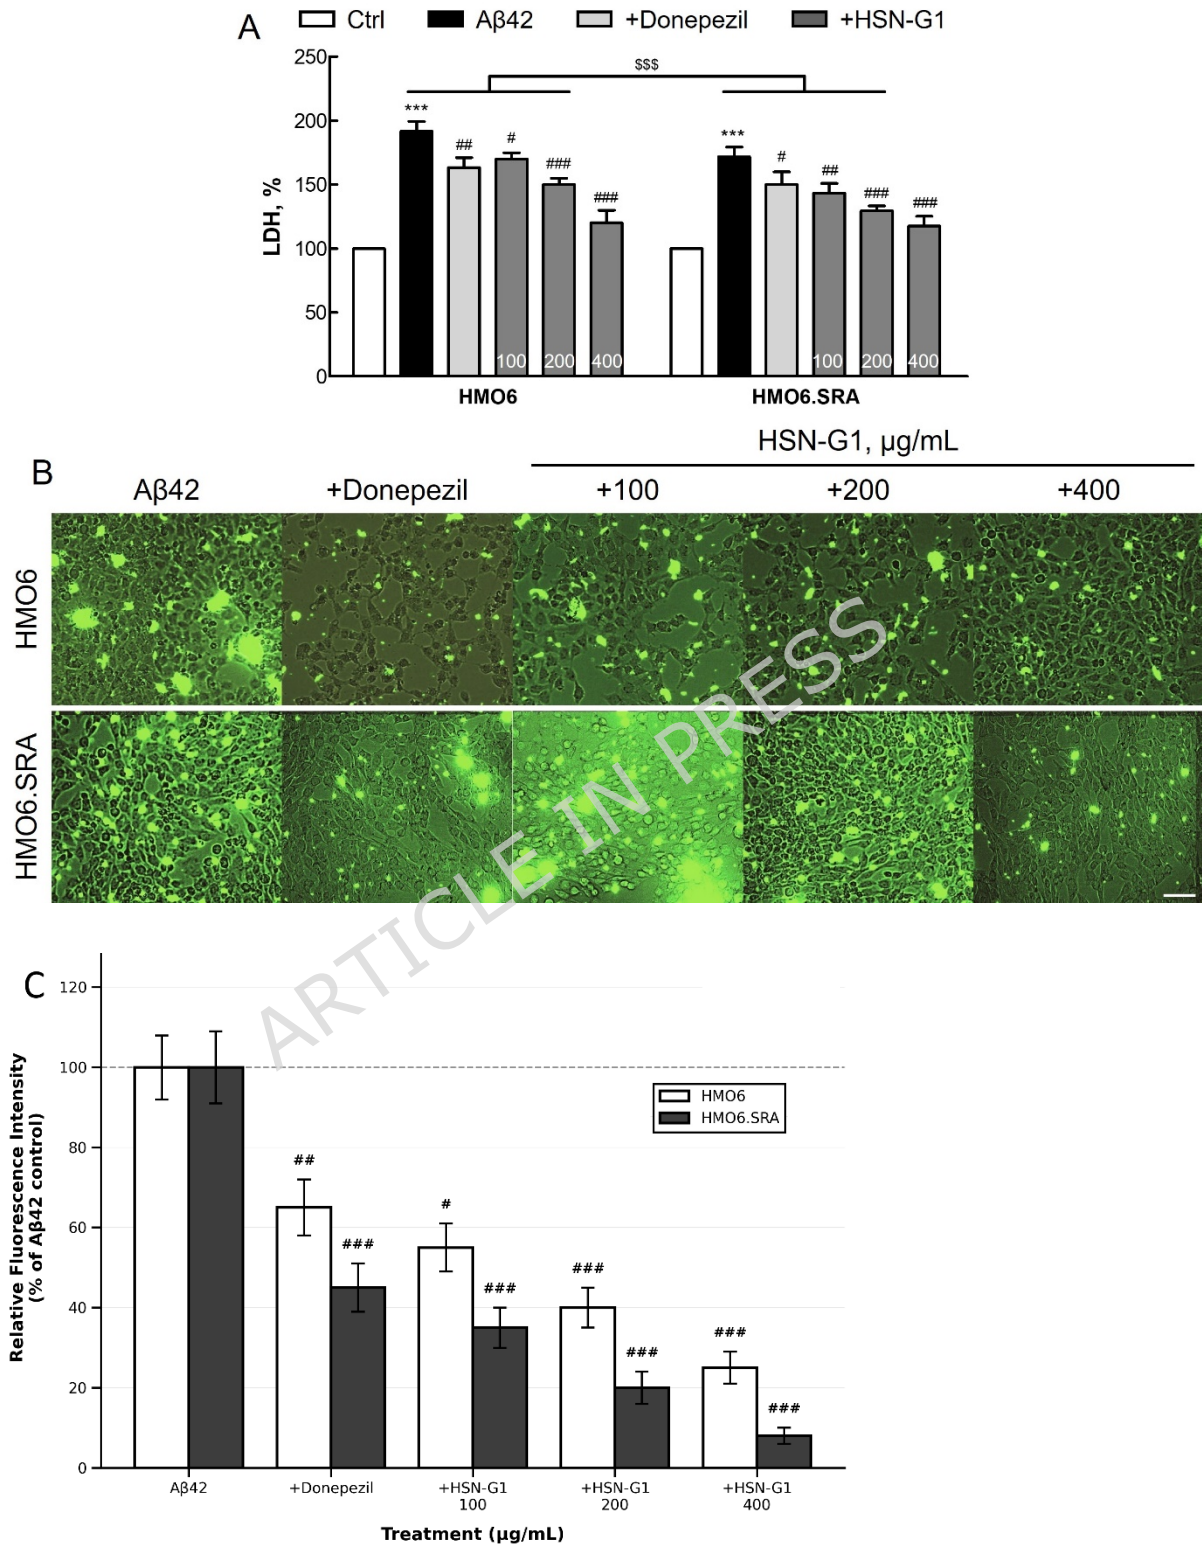 A
Ctrl
Aβ42
+Donepezil
+HSN-G1
250
200
150
100
50
0
LDH, %
$$$
***
##
#
###
###
***
#
##
###
###
100
200
400
100
200
400
HMO6
HMO6.SRA
HSN-G1, µg/mL
B
Aβ42
+Donepezil
+100
+200
+400
HMO6
HMO6.SRA
ARTICLE IN PRESS
C
120
100
80
60
40
20
0
Relative Fluorescence Intensity
(% of Aβ42 control)
HMO6
HMO6.SRA
##
###
#
###
###
###
###
###
Aβ42
+Donepezil
+HSN-G1
100
+HSN-G1
200
+HSN-G1
400
Treatment (µg/mL)